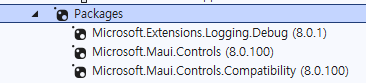 Packages
Microsoft.Extensions.Logging.Debug (8.0.1)
Microsoft.Maui.Controls (8.0.100)
Microsoft.Maui.Controls.Compatibility (8.0.100)